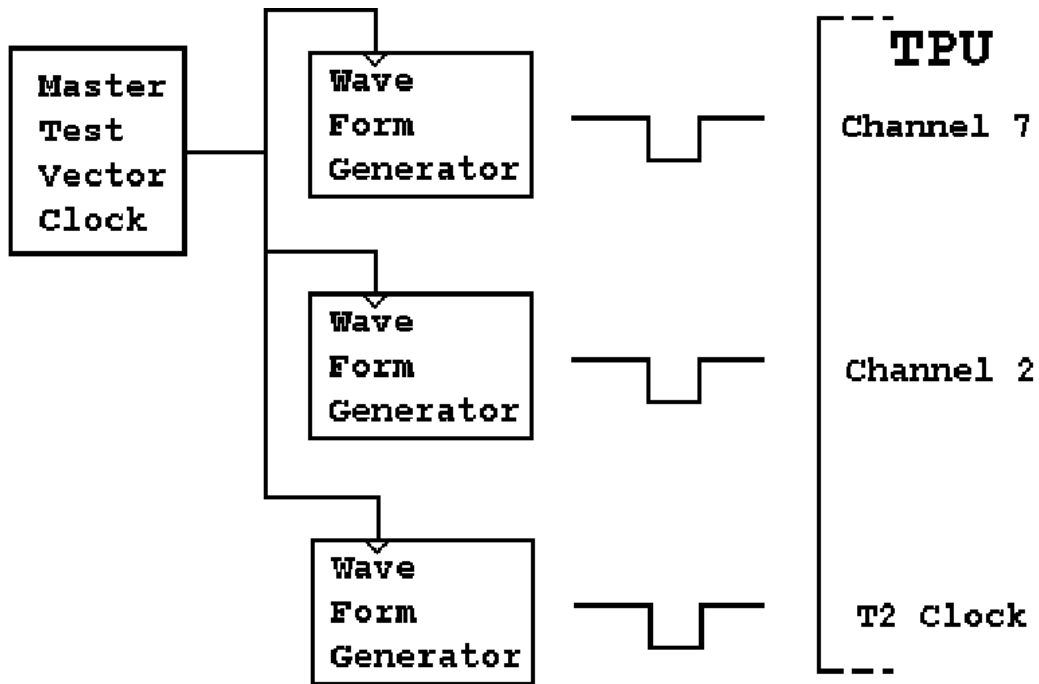 Master
Test
Vector
Clock
Wave
Form
Generator
TPU
Channel 7
Wave
Form
Generator
Channel 2
Wave
Form
Generator
T2 Clock